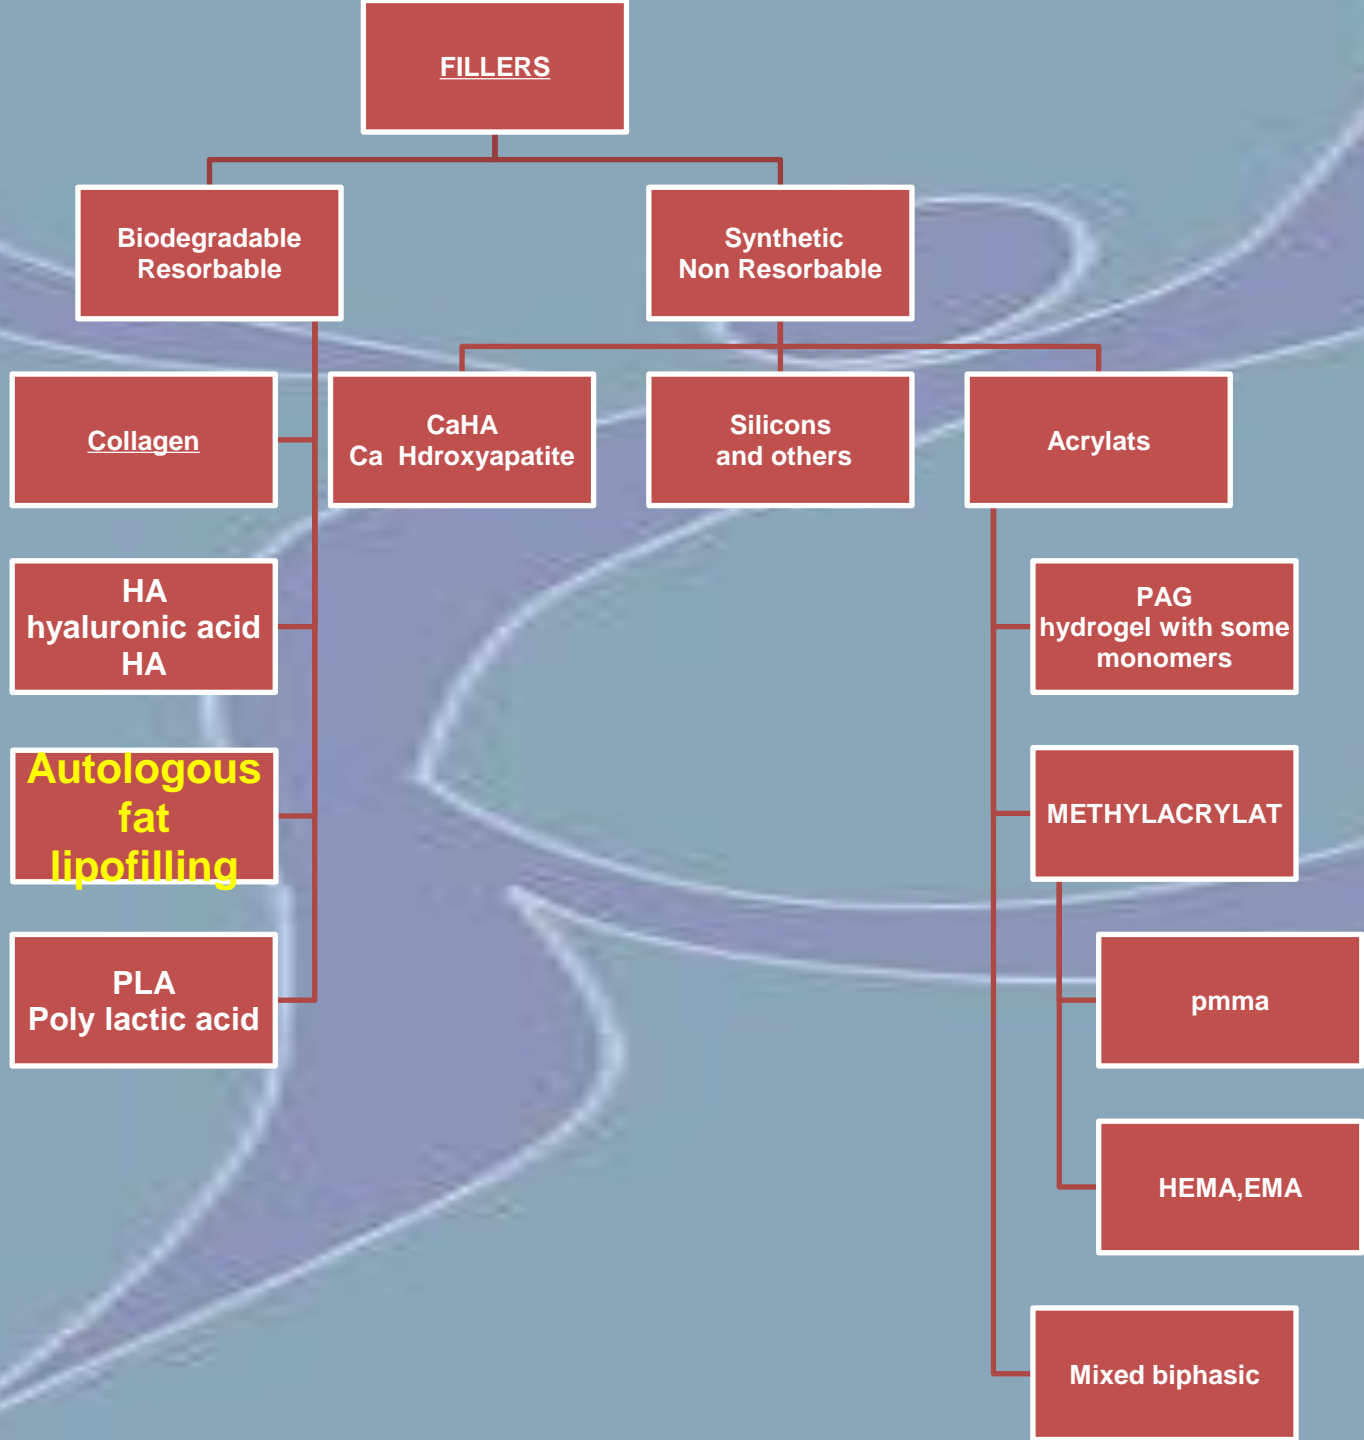 FILLERS
Biodegradable
Resorbable
Synthetic
Non Resorbable
Collagen
CaHA
Ca  Hdroxyapatite
Silicons
and others
Acrylats
HA
hyaluronic acid
HA
PAG
hydrogel with some
monomers
Autologous
fat
lipofilling
METHYLACRYLAT
PLA
Poly lactic acid
pmma
HEMA,EMA
Mixed biphasic